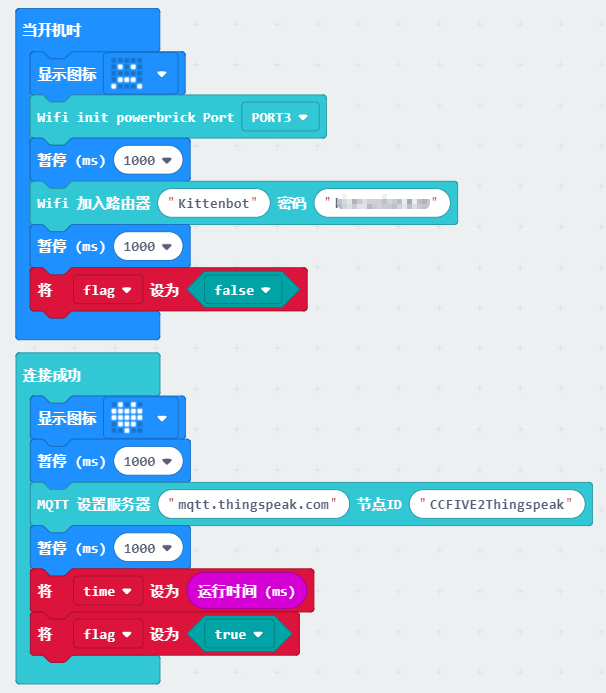 当开机时
显示图标
Wifi init powerbrick Port PORT3
暂停 (ms) 1000
Wifi 加入路由器 "Kittenbot" 密码 " "
暂停 (ms) 1000
将 flag 设为 false
连接成功
显示图标
暂停 (ms) 1000
MQTT 设置服务器 "mqtt.thingspeak.com" 节点ID "CCFIVE2Thingspeak"
暂停 (ms) 1000
将 time 设为 运行时间 (ms)
将 flag 设为 true